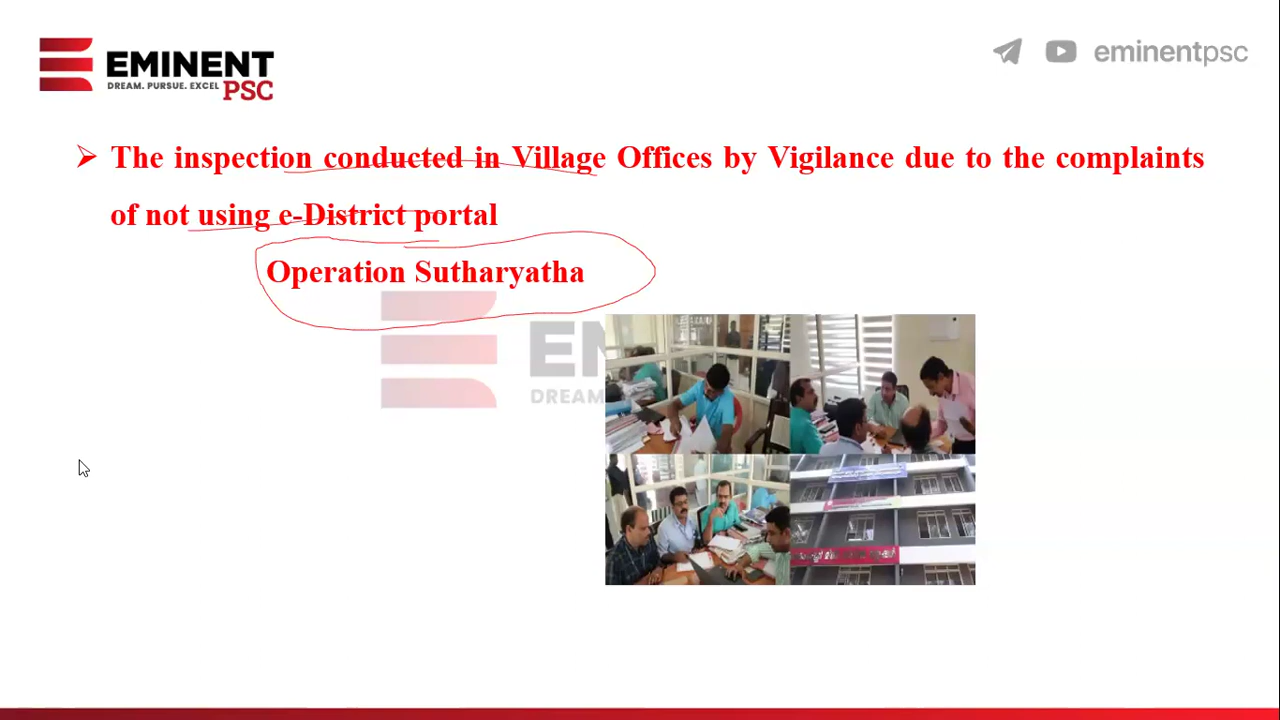 EMINENT
DREAM. PURSUE. EXCEL
PSC
eminentpsc
The inspection conducted in Village Offices by Vigilance due to the complaints
of not using e-District portal
Operation Sutharyatha
DREAM